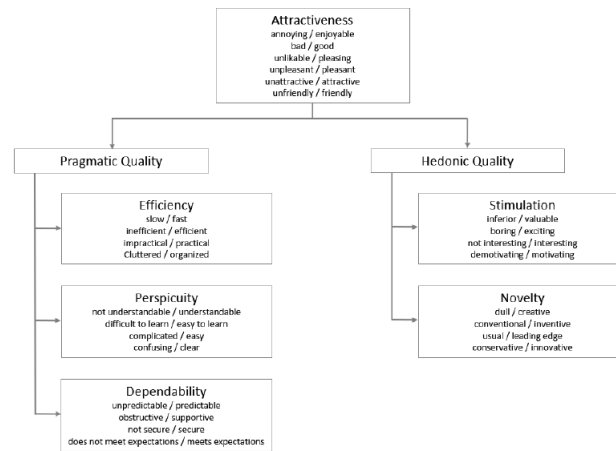 Attractiveness
annoying / enjoyable
bad / good
unlikable / pleasing
unpleasant / pleasant
unattractive / attractive
unfriendly / friendly
Pragmatic Quality
Hedonic Quality
Efficiency
slow / fast
inefficient / efficient
impractical / practical
Cluttered / organized
Perspicuity
not understandable / understandable
difficult to learn / easy to learn
complicated / easy
confusing / clear
Dependability
unpredictable / predictable
obstructive / supportive
not secure / secure
does not meet expectations / meets expectations
Stimulation
inferior / valuable
boring / exciting
not interesting / interesting
demotivating / motivating
Novelty
dull / creative
conventional / inventive
usual / leading edge
conservative / innovative